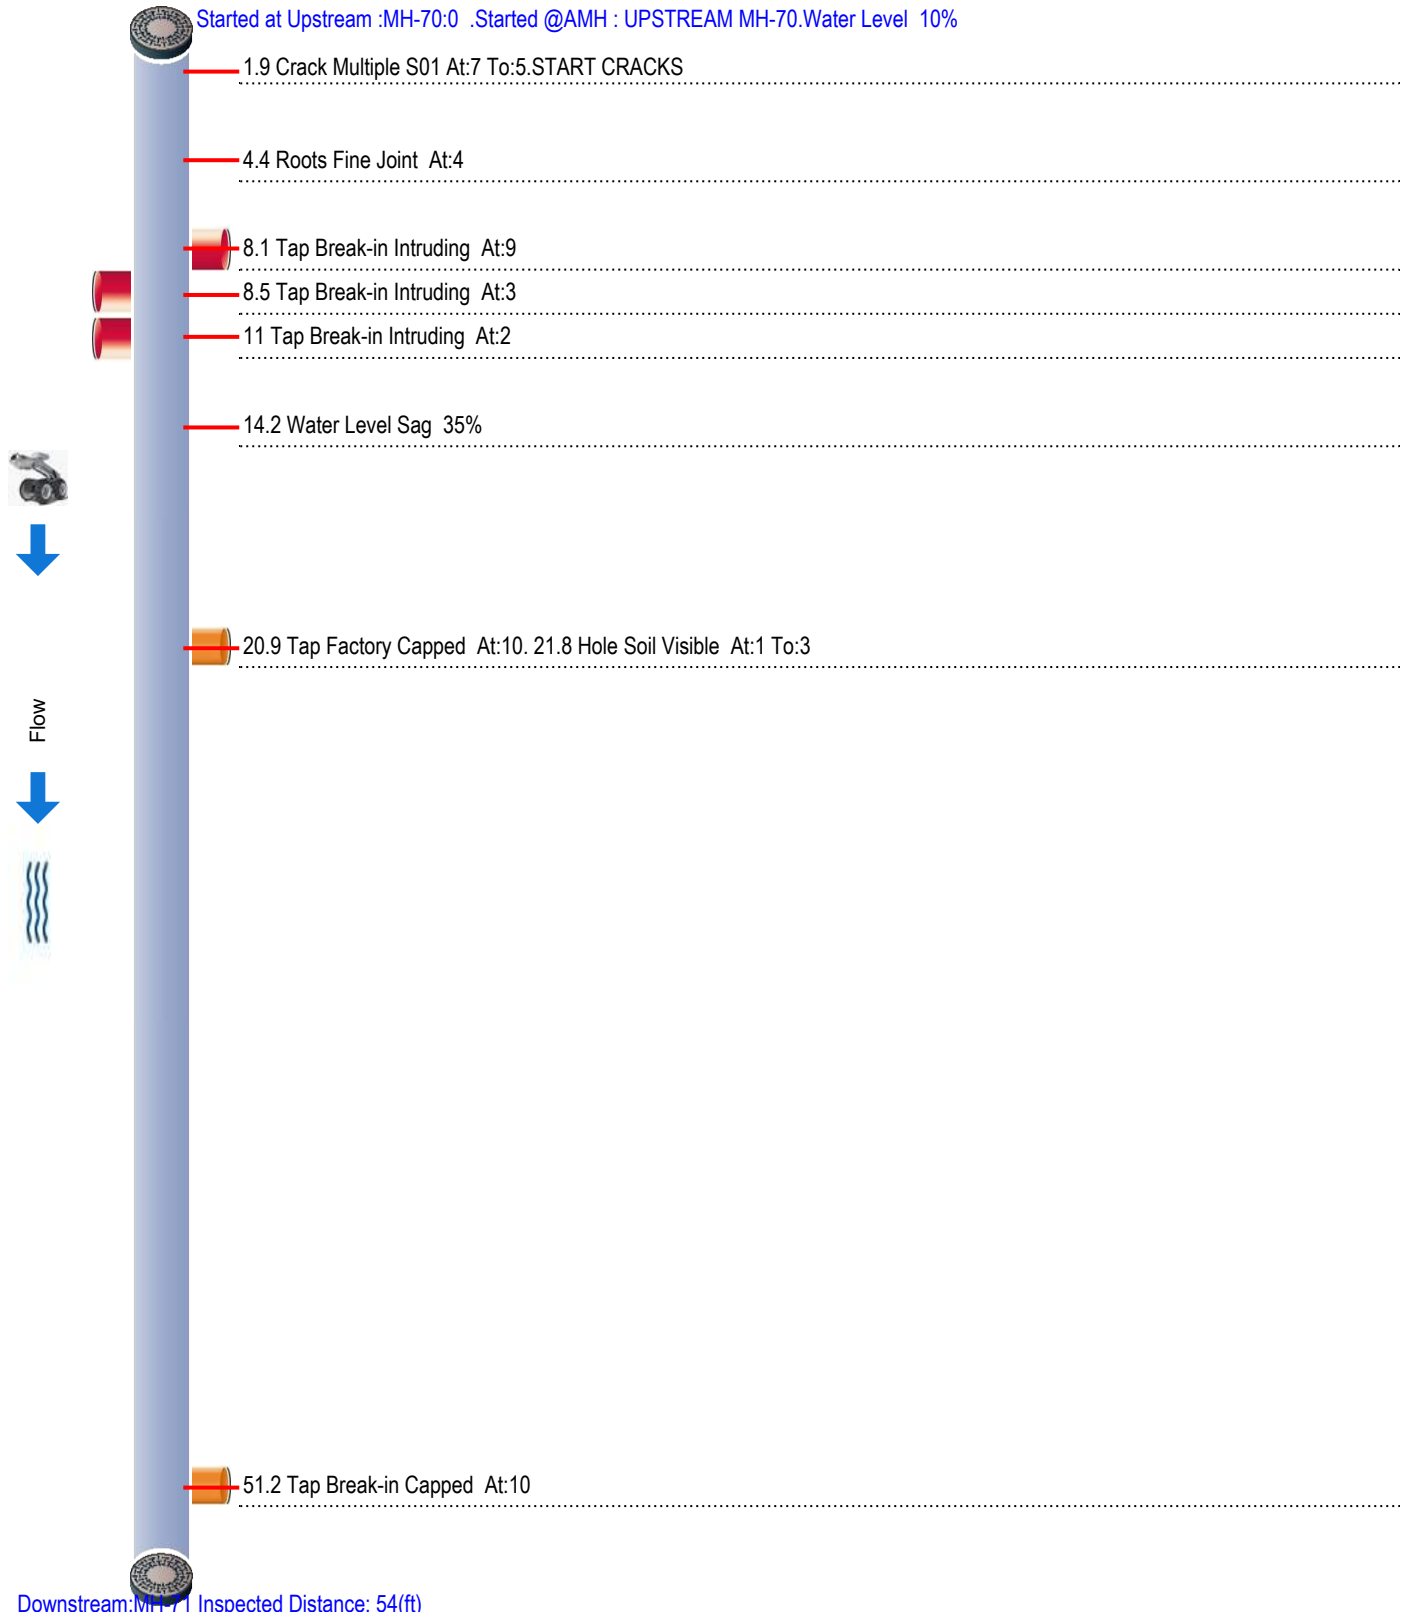 Started at Upstream :MH-70:0 .Started @AMH : UPSTREAM MH-70.Water Level 10%
1.9 Crack Multiple S01 At:7 To:5.START CRACKS
4.4 Roots Fine Joint At:4
8.1 Tap Break-in Intruding At:9
8.5 Tap Break-in Intruding At:3
11 Tap Break-in Intruding At:2
14.2 Water Level Sag 35%
20.9 Tap Factory Capped At:10. 21.8 Hole Soil Visible At:1 To:3
Flow
51.2 Tap Break-in Capped At:10
Downstream:MH-71 Inspected Distance: 54(ft)